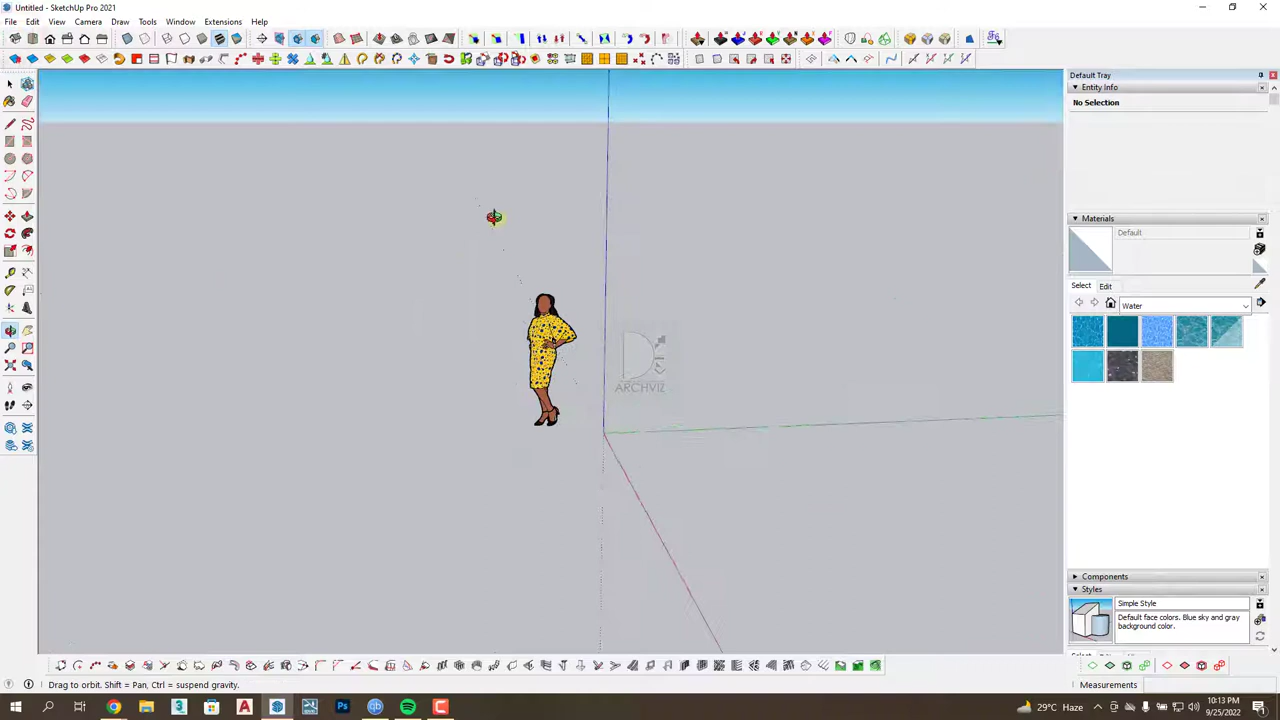 Untitled - SketchUp Pro 2021
File Edit View Camera Draw Tools Window Extensions Help
Default Tray
Entity Info
No Selection
Materials
Default
Select Edit
Water
ARCHVIZ
Components
Styles
Simple Style
Default face colors. Blue sky and gray
background color.
Drag to orbit. Shift = Pan, Ctrl = suspend gravity.
Measurements
29°C Haze
10:13 PM
9/25/2022